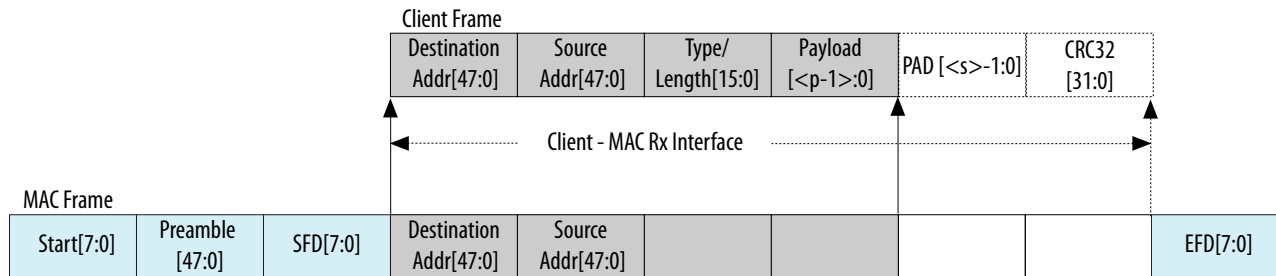 Client Frame
Destination
Addr[47:0]
Source
Addr[47:0]
Type/
Length[15:0]
Payload
[<p-1>:0]
PAD [<s>-1:0]
CRC32
[31:0]
Client - MAC Rx Interface
MAC Frame
Start[7:0]
Preamble
[47:0]
SFD[7:0]
Destination
Addr[47:0]
Source
Addr[47:0]
EFD[7:0]